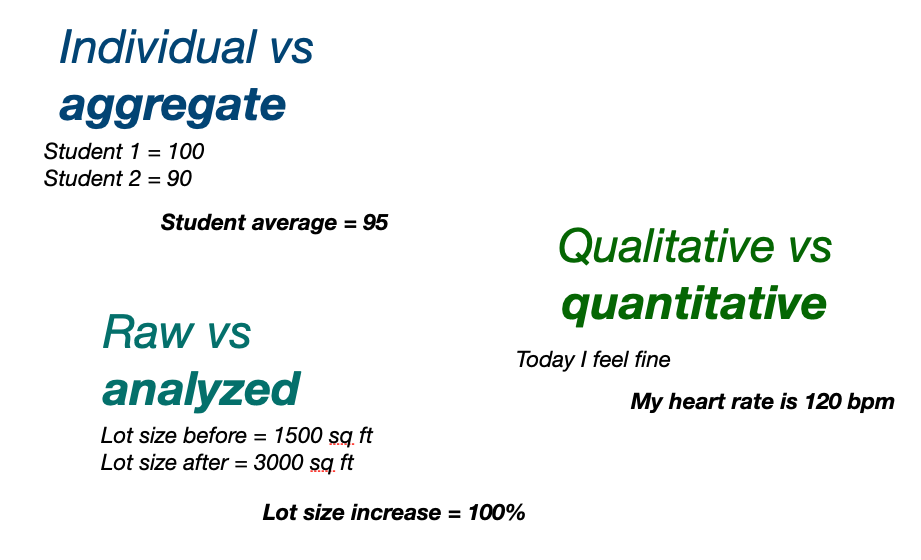 Individual vs
aggregate
Student 1 = 100
Student 2 = 90
Student average = 95
Qualitative vs
quantitative
Today I feel fine
My heart rate is 120 bpm
Raw vs
analyzed
Lot size before = 1500 sq ft
Lot size after = 3000 sq ft
Lot size increase = 100%